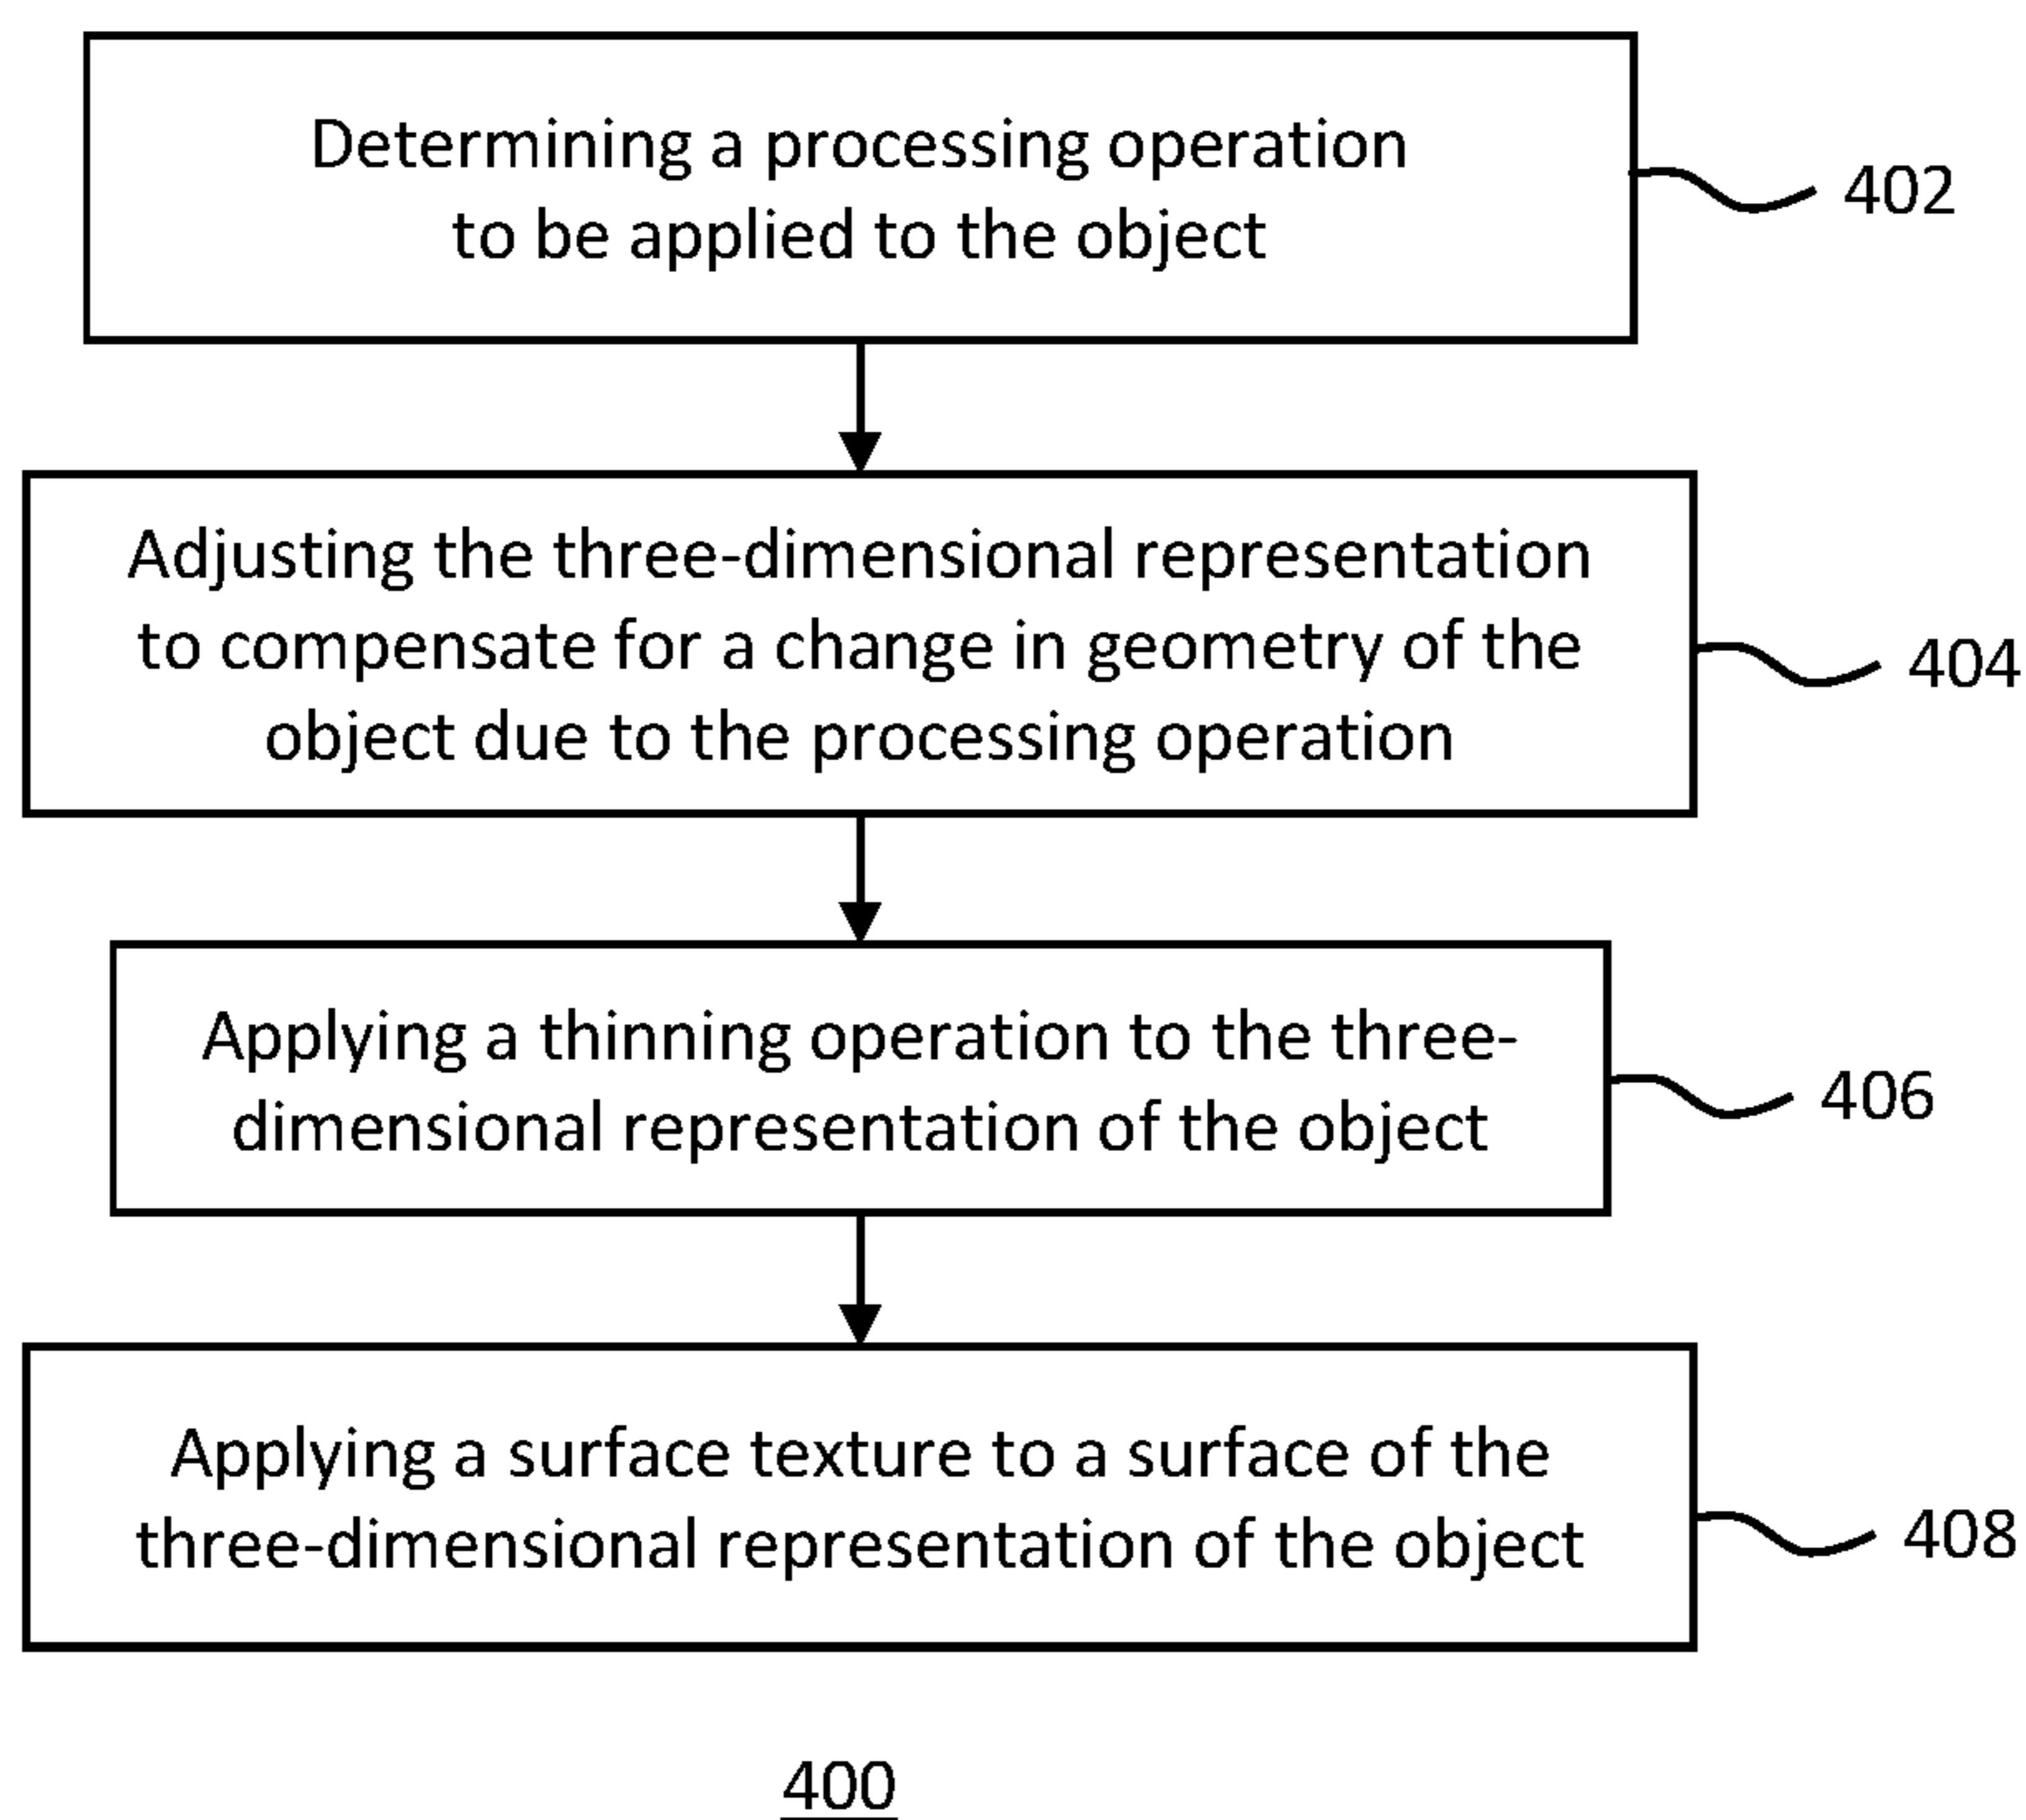 Determining a processing operation
to be applied to the object
402
Adjusting the three-dimensional representation
to compensate for a change in geometry of the
object due to the processing operation
404
Applying a thinning operation to the three-
dimensional representation of the object
406
Applying a surface texture to a surface of the
three-dimensional representation of the object
408
400